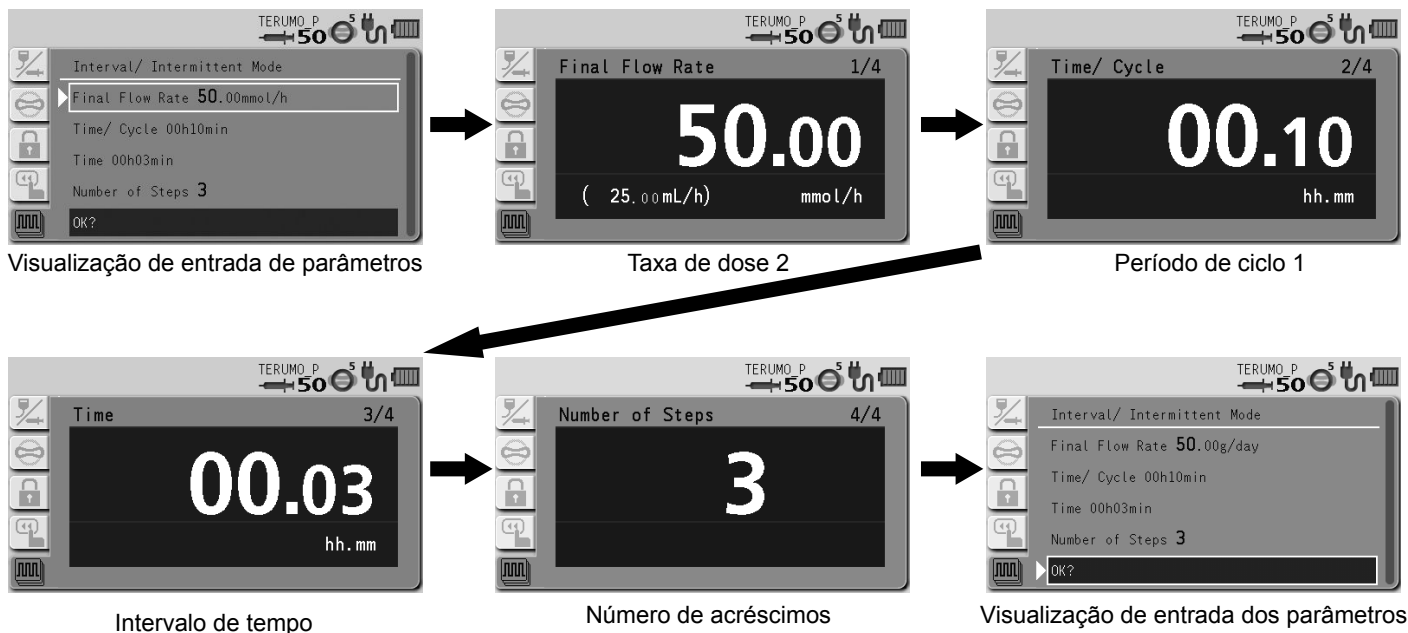 TERUMO_P
50 5
Interval/ Intermittent Mode
Final Flow Rate 50.00mmol/h
Time/ Cycle 00h10min
Time 00h03min
Number of Steps 3
OK?
Visualização de entrada de parâmetros
TERUMO_P
50 5
Final Flow Rate 1/4
50.00
( 25.00mL/h) mmol/h
Taxa de dose 2
TERUMO_P
50 5
Time/ Cycle 2/4
00.10
hh.mm
Período de ciclo 1
TERUMO_P
50 5
Time 3/4
00.03
hh.mm
Intervalo de tempo
TERUMO_P
50 5
Number of Steps 4/4
3
Número de acréscimos
TERUMO_P
50 5
Interval/ Intermittent Mode
Final Flow Rate 50.00g/day
Time/ Cycle 00h10min
Time 00h03min
Number of Steps 3
OK?
Visualização de entrada dos parâmetros